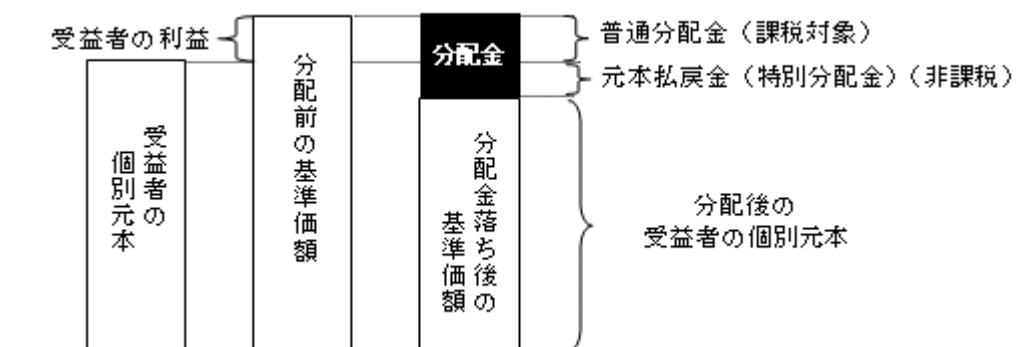 受益者の利益
受益者の
個別元本
分配前の基準価額
分配金
分配金落ち後の
基準価額
普通分配金（課税対象）
元本払戻金（特別分配金）（非課税）
分配後の
受益者の個別元本